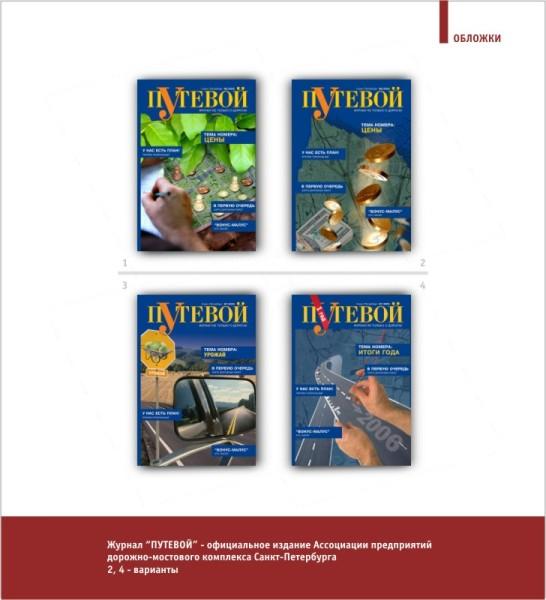 ОБЛОЖКИ
ПУТЕВОЙ
ТЕМА НОМЕРА:
ЦЕНЫ
У НАС ЕСТЬ ПЛАН!
В ПЕРВУЮ ОЧЕРЕДЬ
"БОНУС-МАЛУС"
1
ПУТЕВОЙ
ТЕМА НОМЕРА:
ЦЕНЫ
У НАС ЕСТЬ ПЛАН!
В ПЕРВУЮ ОЧЕРЕДЬ
"БОНУС-МАЛУС"
2
3
ПУТЕВОЙ
ТЕМА НОМЕРА:
УРОЖАЙ
В ПЕРВУЮ ОЧЕРЕДЬ
У НАС ЕСТЬ ПЛАН!
"БОНУС-МАЛУС"
4
ПУТЕВОЙ
ТЕМА НОМЕРА:
ИТОГИ ГОДА
В ПЕРВУЮ ОЧЕРЕДЬ
У НАС ЕСТЬ ПЛАН!
2006
"БОНУС-МАЛУС"
Журнал "ПУТЕВОЙ" - официальное издание Ассоциации предприятий
дорожно-мостового комплекса Санкт-Петербурга
2, 4 - варианты